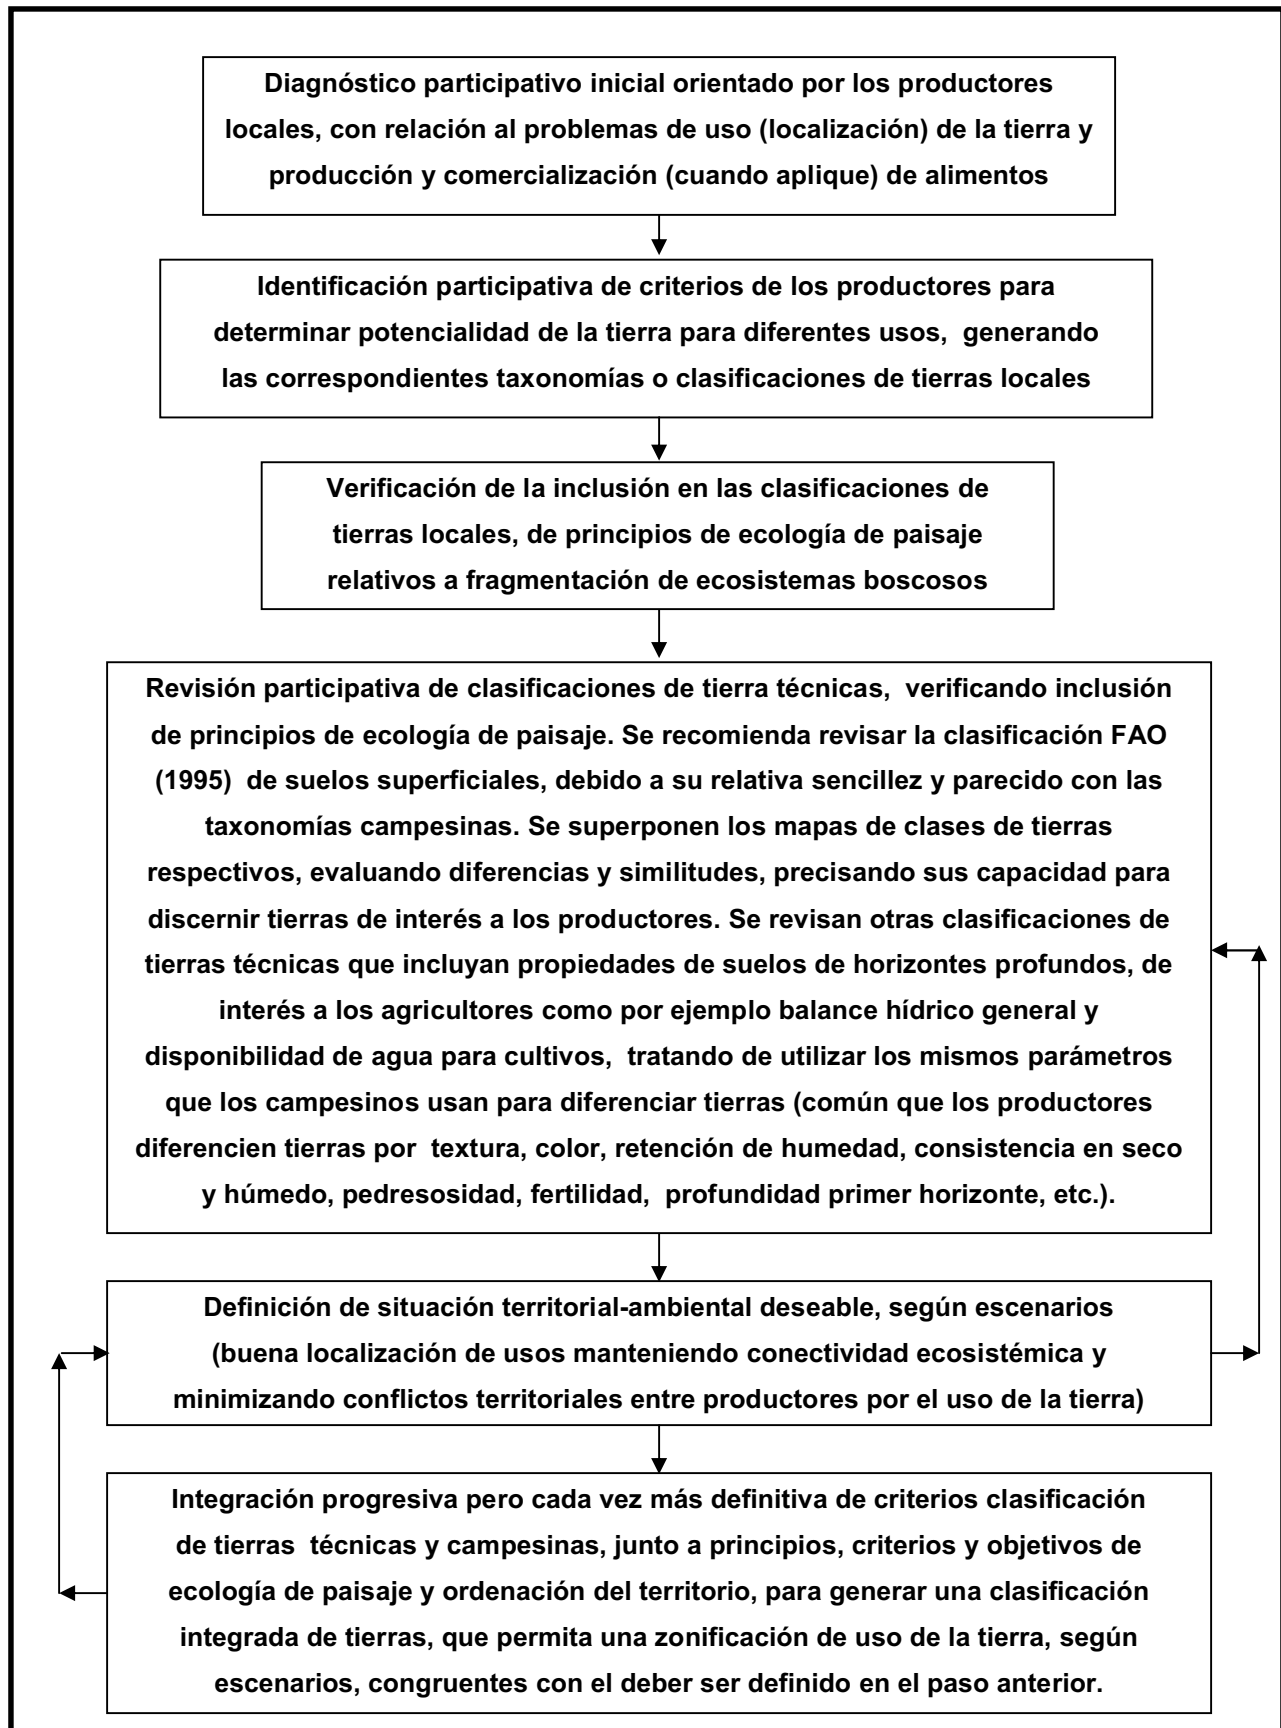 Diagnóstico participativo inicial orientado por los productores
locales, con relación al problemas de uso (localización) de la tierra y
producción y comercialización (cuando aplique) de alimentos
Identificación participativa de criterios de los productores para
determinar potencialidad de la tierra para diferentes usos, generando
las correspondientes taxonomías o clasificaciones de tierras locales
Verificación de la inclusión en las clasificaciones de
tierras locales, de principios de ecología de paisaje
relativos a fragmentación de ecosistemas boscosos
Revisión participativa de clasificaciones de tierra técnicas, verificando inclusión
de principios de ecología de paisaje. Se recomienda revisar la clasificación FAO
(1995) de suelos superficiales, debido a su relativa sencillez y parecido con las
taxonomías campesinas. Se superponen los mapas de clases de tierras
respectivos, evaluando diferencias y similitudes, precisando sus capacidad para
discernir tierras de interés a los productores. Se revisan otras clasificaciones de
tierras técnicas que incluyan propiedades de suelos de horizontes profundos, de
interés a los agricultores como por ejemplo balance hídrico general y
disponibilidad de agua para cultivos, tratando de utilizar los mismos parámetros
que los campesinos usan para diferenciar tierras (común que los productores
diferencien tierras por textura, color, retención de humedad, consistencia en seco
y húmedo, pedresosidad, fertilidad, profundidad primer horizonte, etc.).
Definición de situación territorial-ambiental deseable, según escenarios
(buena localización de usos manteniendo conectividad ecosistémica y
minimizando conflictos territoriales entre productores por el uso de la tierra)
Integración progresiva pero cada vez más definitiva de criterios clasificación
de tierras técnicas y campesinas, junto a principios, criterios y objetivos de
ecología de paisaje y ordenación del territorio, para generar una clasificación
integrada de tierras, que permita una zonificación de uso de la tierra, según
escenarios, congruentes con el deber ser definido en el paso anterior.